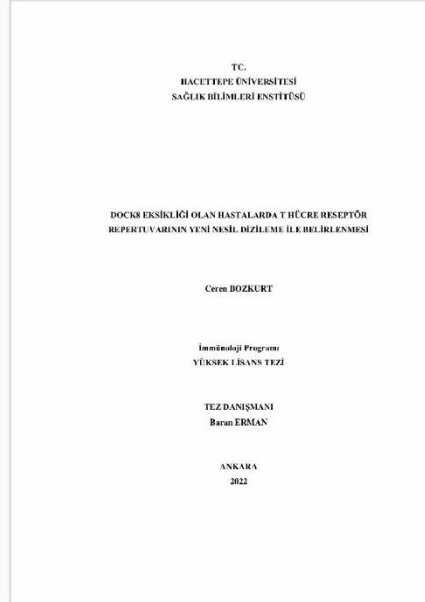 TC.
HACETTEPE ÜNİVERSİTESİ
SAĞLIK BİLİMLERİ ENSTİTÜSÜ
DOCK8 EKSİKLİĞİ OLAN HASTALARDA T HÜCRE RESEPTÖR
REPERTUVARININ YENİ NESİL DİZİLEME İLE BELİRLENMESİ
Ceren BOZKURT
İmmünoloji Programı
YÜKSEK LİSANS TEZİ
TEZ DANIŞMANI
Baran ERMAN
ANKARA
2022